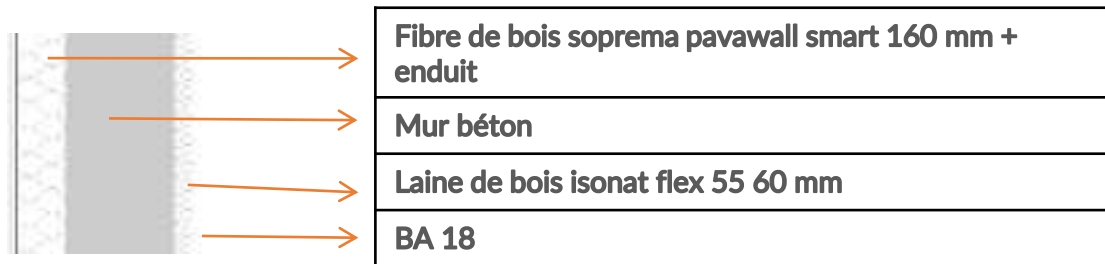 Fibre de bois soprema pavawall smart 160 mm +
enduit
Mur béton
Laine de bois isonat flex 55 60 mm
BA 18